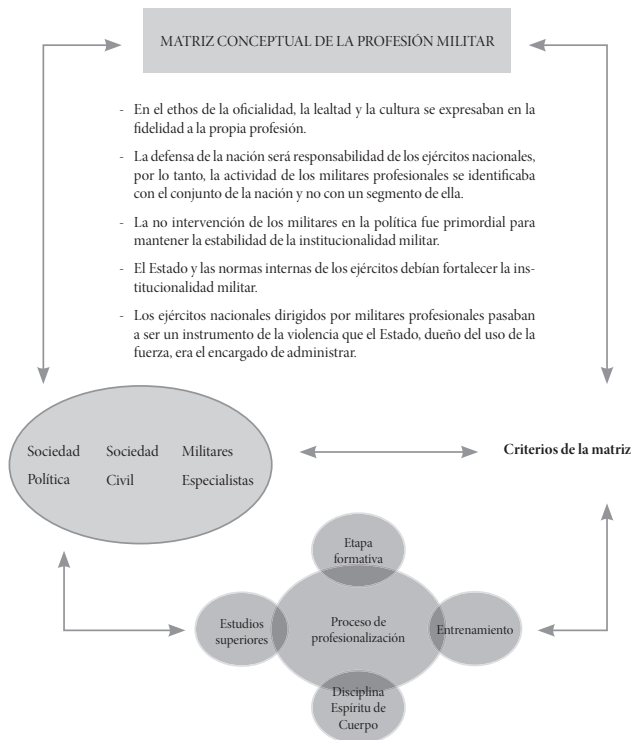 MATRIZ CONCEPTUAL DE LA PROFESIÓN MILITAR
- En el ethos de la oficialidad, la lealtad y la cultura se expresaban en la
fidelidad a la propia profesión.
- La defensa de la nación será responsabilidad de los ejércitos nacionales,
por lo tanto, la actividad de los militares profesionales se identificaba
con el conjunto de la nación y no con un segmento de ella.
- La no intervención de los militares en la política fue primordial para
mantener la estabilidad de la institucionalidad militar.
- El Estado y las normas internas de los ejércitos debían fortalecer la ins-
titucionalidad militar.
- Los ejércitos nacionales dirigidos por militares profesionales pasaban
a ser un instrumento de la violencia que el Estado, dueño del uso de la
fuerza, era el encargado de administrar.
Sociedad
Política
Sociedad
Civil
Militares
Especialistas
Criterios de la matriz
Etapa
formativa
Estudios
superiores
Proceso de
profesionalización
Entrenamiento
Disciplina
Espíritu de
Cuerpo